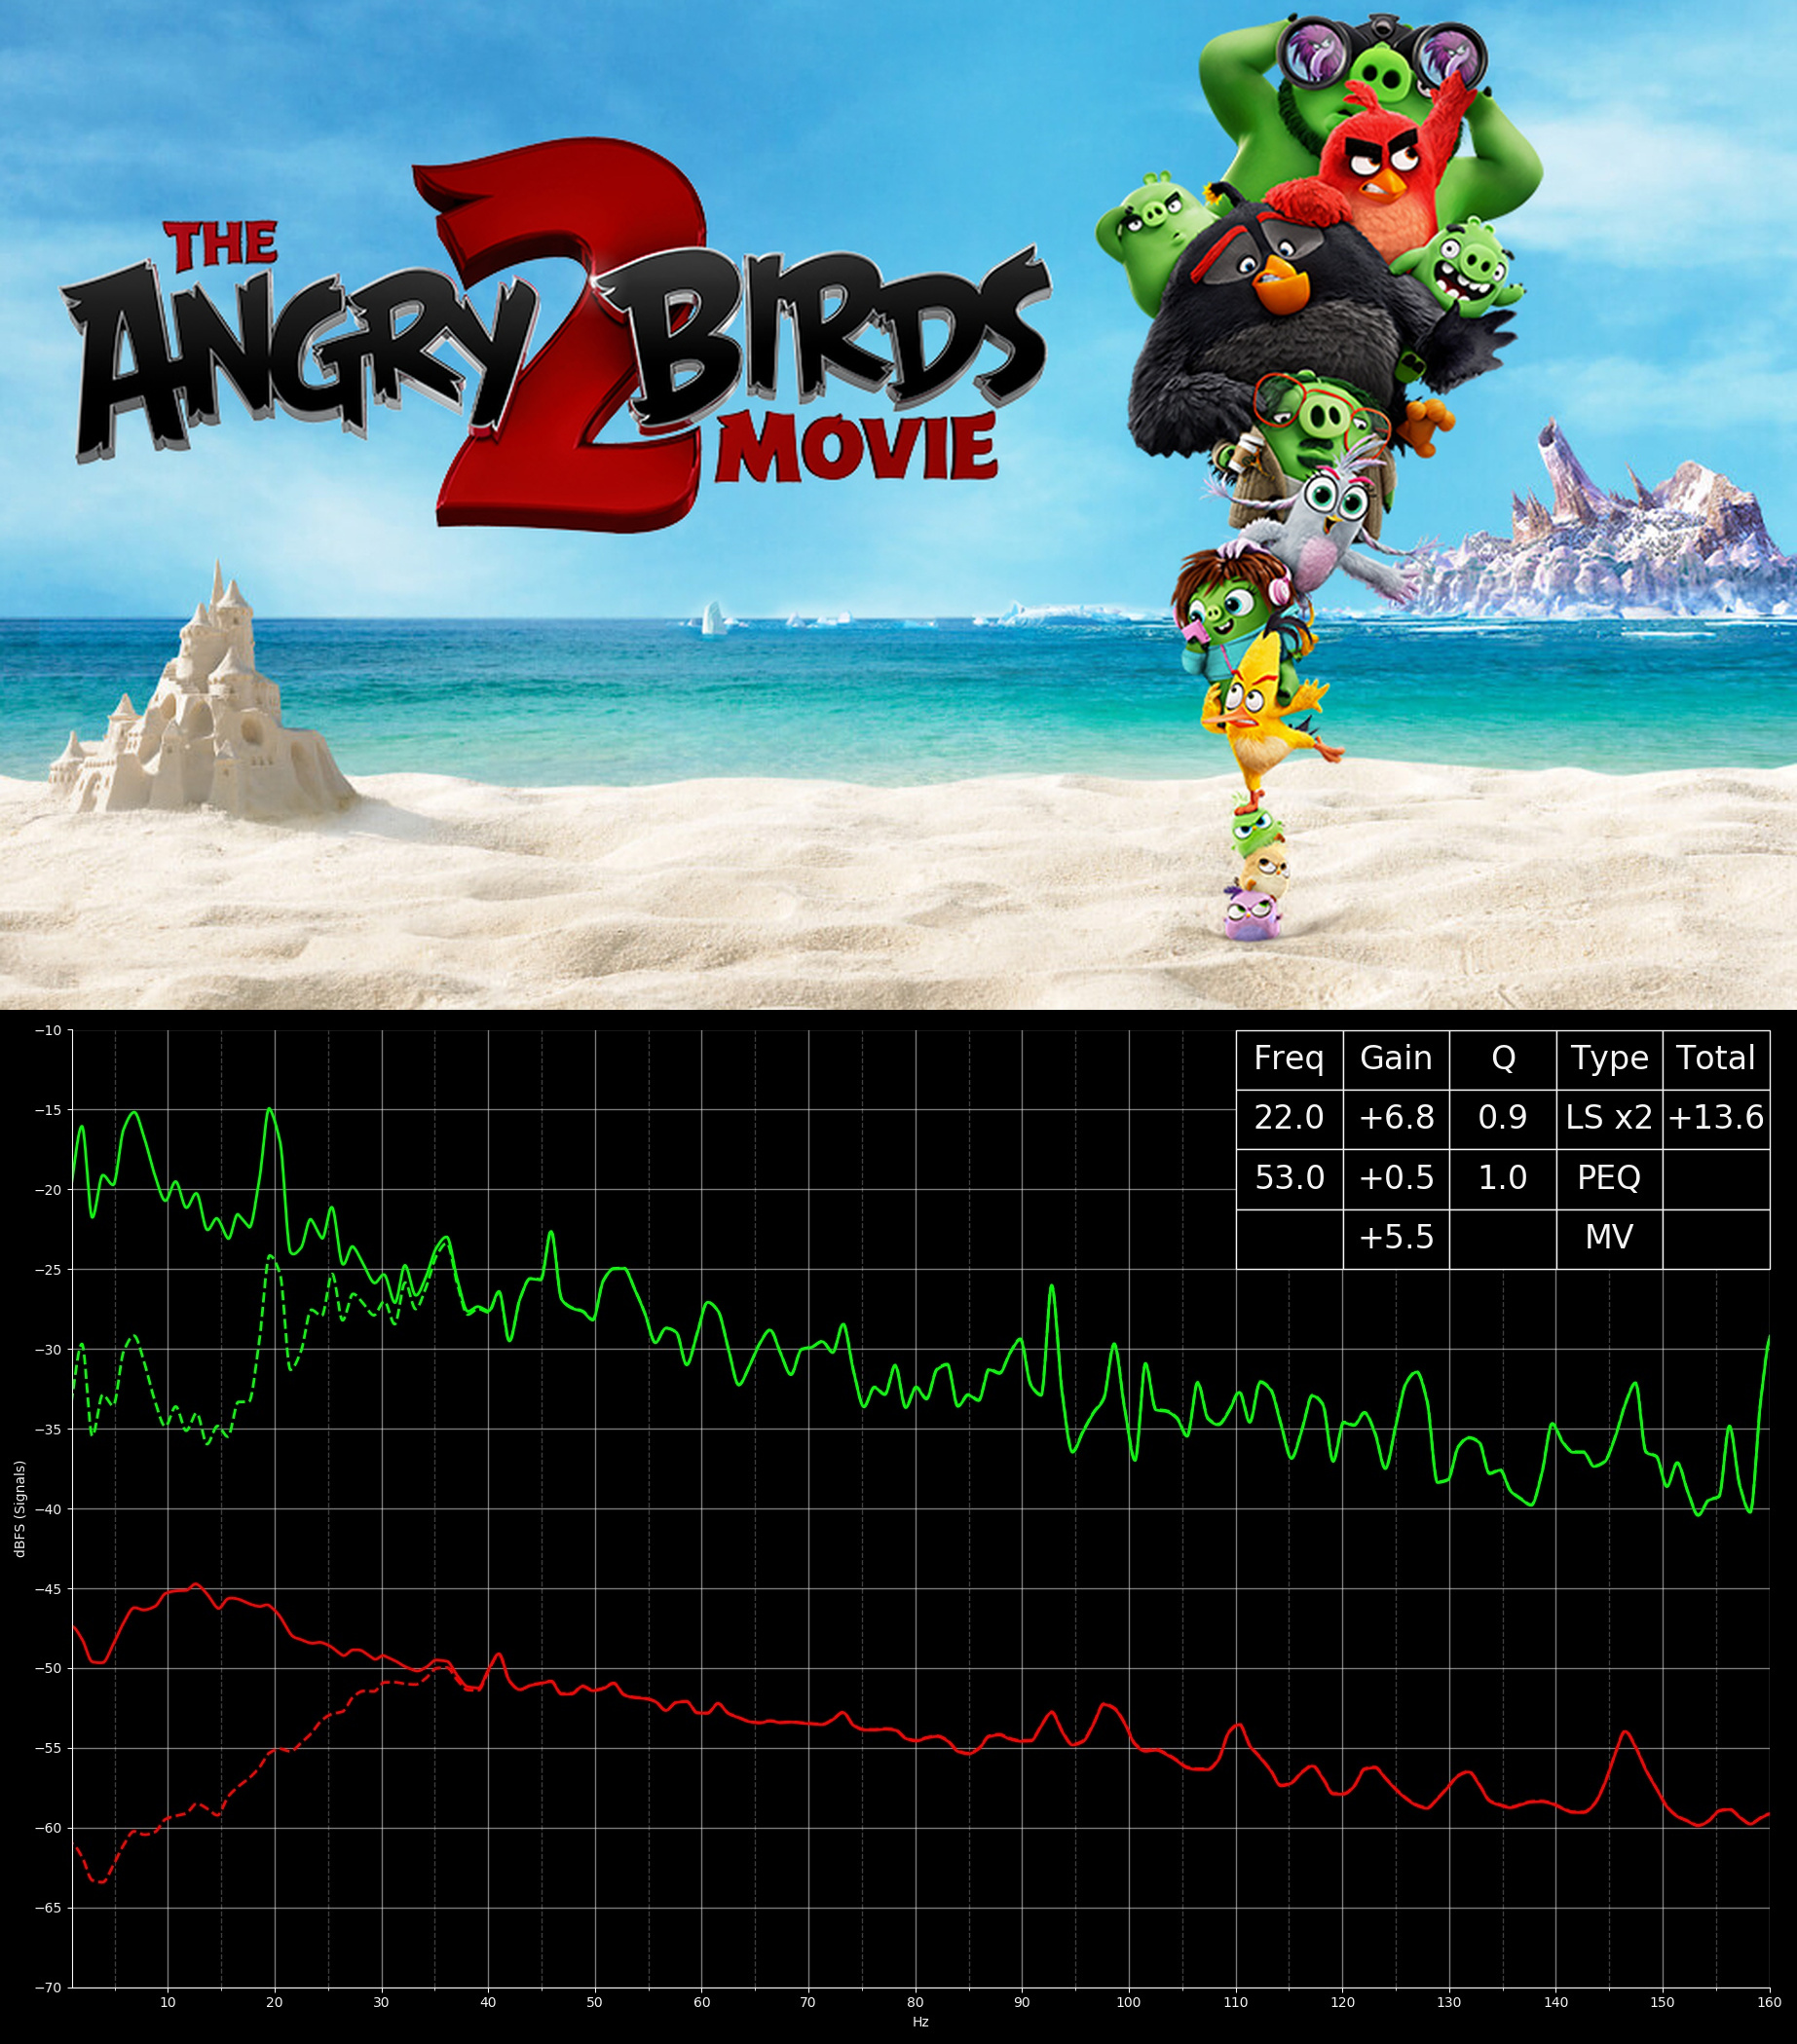 THE
ANGRY 2 BIRDS
MOVIE
Freq Gain Q Type Total
22.0 +6.8 0.9 LS x2 +13.6
53.0 +0.5 1.0 PEQ
+5.5 MV
−10
−15
−20
−25
−30
−35
−40
−45
−50
−55
−60
−65
−70
dBFS (Signals)
10 20 30 40 50 60 70 80 90 100 110 120 130 140 150 160
Hz